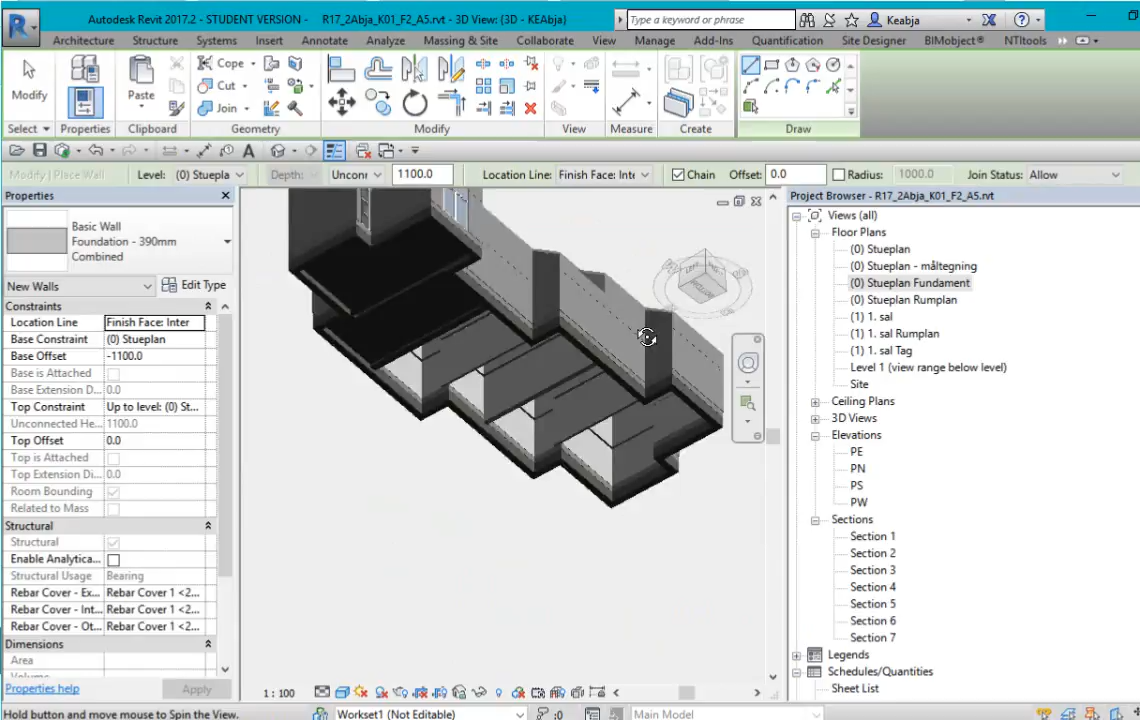 Autodesk Revit 2017.2 - STUDENT VERSION - R17_2Abja_K01_F2_A5.rvt - 3D View: {3D - KEAbja}
Type a keyword or phrase
Keabja
Architecture Structure Systems Insert Annotate Analyze Massing & Site Collaborate View Manage Add-Ins Quantification Site Designer BIMobject® NTItools
Cope
Cut
Join
Modify
Paste
Select Properties Clipboard Geometry Modify View Measure Create Draw
Modify | Place Wall Level: (0) Stuepla Depth: Uncon 1100.0 Location Line: Finish Face: Inte Chain Offset: 0.0 Radius: 1000.0 Join Status: Allow
Properties
Basic Wall
Foundation - 390mm
Combined
New Walls Edit Type
Constraints
Location Line Finish Face: Inter
Base Constraint (0) Stueplan
Base Offset -1100.0
Base is Attached
Base Extension D... 0.0
Top Constraint Up to level: (0) St...
Unconnected He... 1100.0
Top Offset 0.0
Top is Attached
Top Extension Di... 0.0
Room Bounding
Related to Mass
Structural
Structural
Enable Analytica...
Structural Usage Bearing
Rebar Cover - Ex... Rebar Cover 1 <2...
Rebar Cover - Int... Rebar Cover 1 <2...
Rebar Cover - Ot... Rebar Cover 1 <2...
Dimensions
Area
Properties help Apply
1 : 100
Project Browser - R17_2Abja_K01_F2_A5.rvt
Views (all)
Floor Plans
(0) Stueplan
(0) Stueplan - måltegning
(0) Stueplan Fundament
(0) Stueplan Rumplan
(1) 1. sal
(1) 1. sal Rumplan
(1) 1. sal Tag
Level 1 (view range below level)
Site
Ceiling Plans
3D Views
Elevations
PE
PN
PS
PW
Sections
Section 1
Section 2
Section 3
Section 4
Section 5
Section 6
Section 7
Legends
Schedules/Quantities
Sheet List
Hold button and move mouse to Spin the View. Workset1 (Not Editable) :0 Main Model